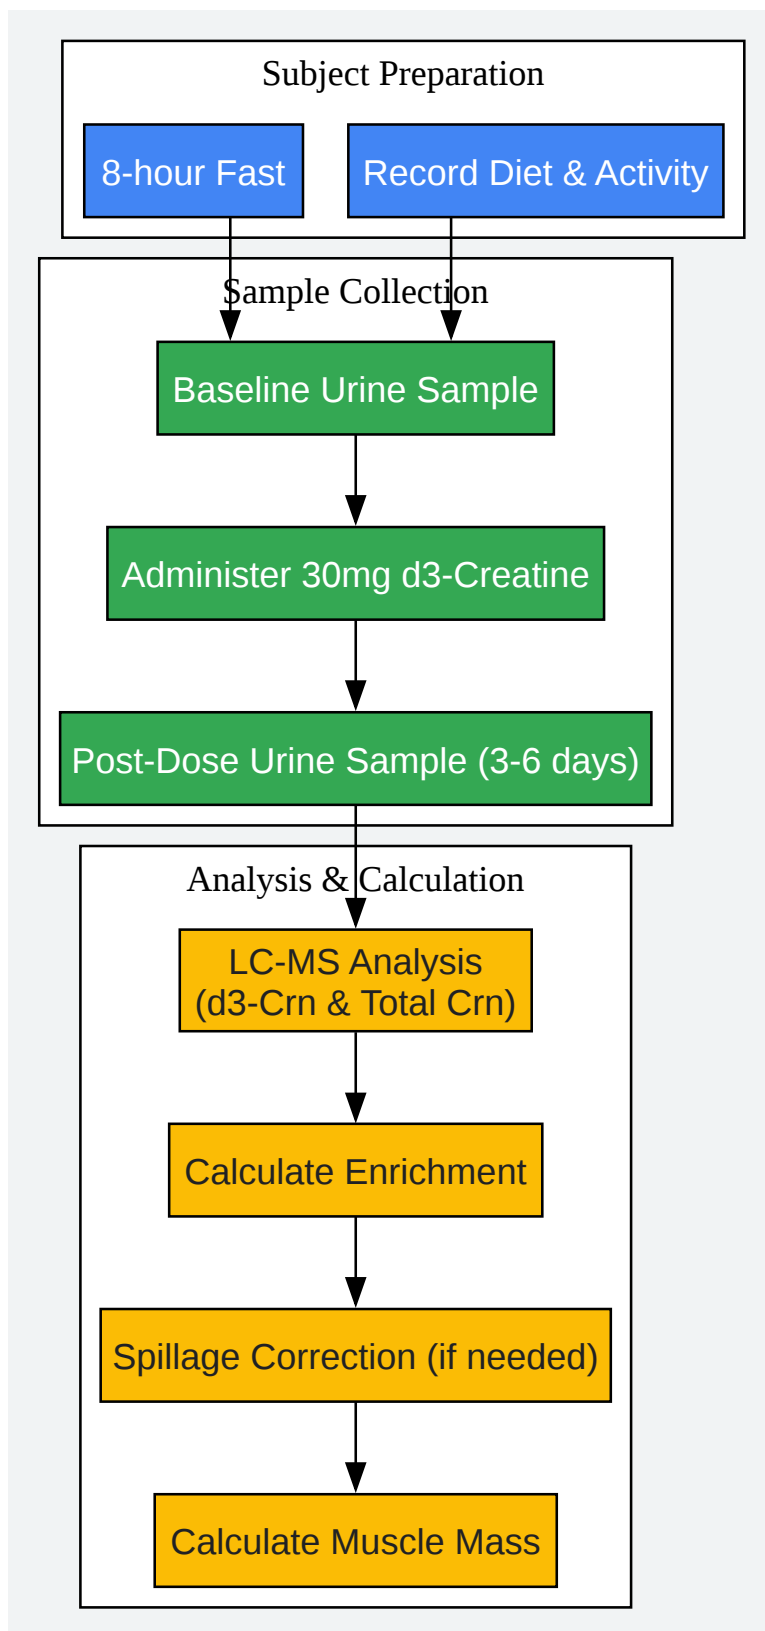 Subject Preparation
8-hour Fast
Record Diet & Activity
Sample Collection
Baseline Urine Sample
Administer 30mg d3-Creatine
Post-Dose Urine Sample (3-6 days)
Analysis & Calculation
LC-MS Analysis
(d3-Crn & Total Crn)
Calculate Enrichment
Spillage Correction (if needed)
Calculate Muscle Mass